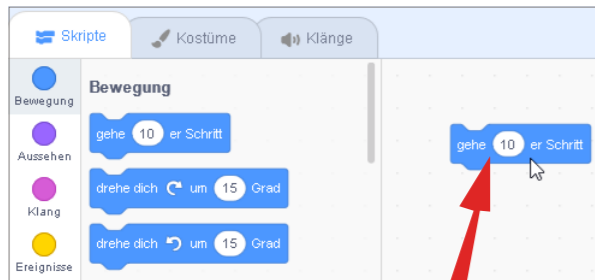 Skripte Kostüme Klänge
Bewegung
Aussehen
Klang
Ereignisse
Bewegung
gehe 10 er Schritt
drehe dich um 15 Grad
drehe dich um 15 Grad
gehe 10 er Schritt